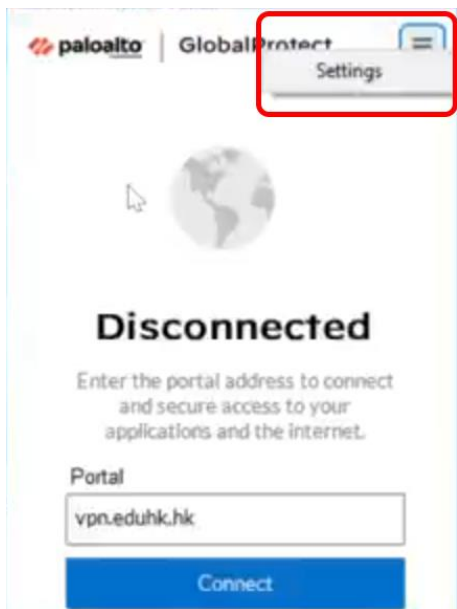 paloalto GlobalProtect
Settings
Disconnected
Enter the portal address to connect
and secure access to your
applications and the internet.
Portal
vpn.eduhk.hk
Connect